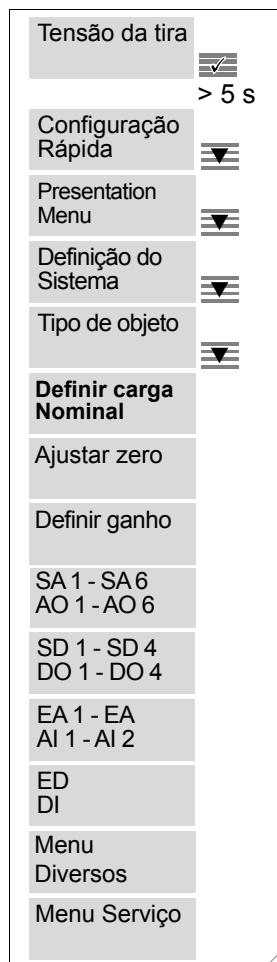 Tensão da tira
> 5 s
Configuração
Rápida
Presentation
Menu
Definição do
Sistema
Tipo de objeto
Definir carga
Nominal
Ajustar zero
Definir ganho
SA 1 - SA 6
AO 1 - AO 6
SD 1 - SD 4
DO 1 - DO 4
EA 1 - EA
AI 1 - AI 2
ED
DI
Menu
Diversos
Menu Serviço